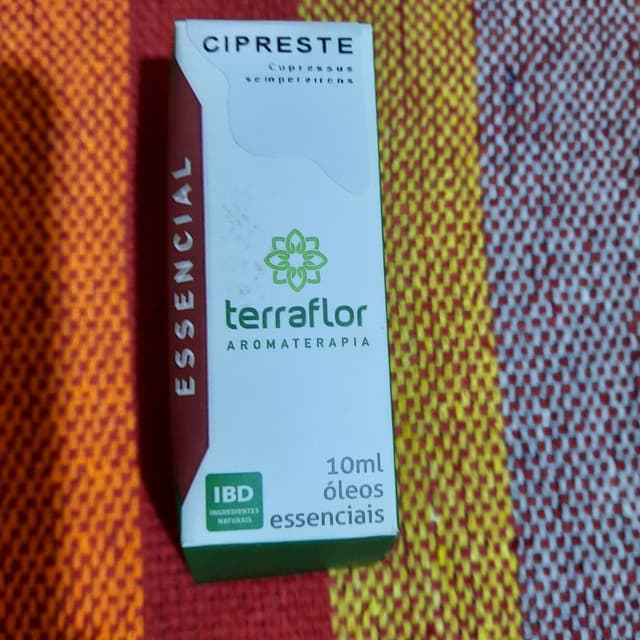 CIPRESTE
Cupressus
sempervirens
ESSENCIAL
terraflor
AROMATERAPIA
IBD
INGREDIENTES
NATURAIS
10ml
óleos
essenciais